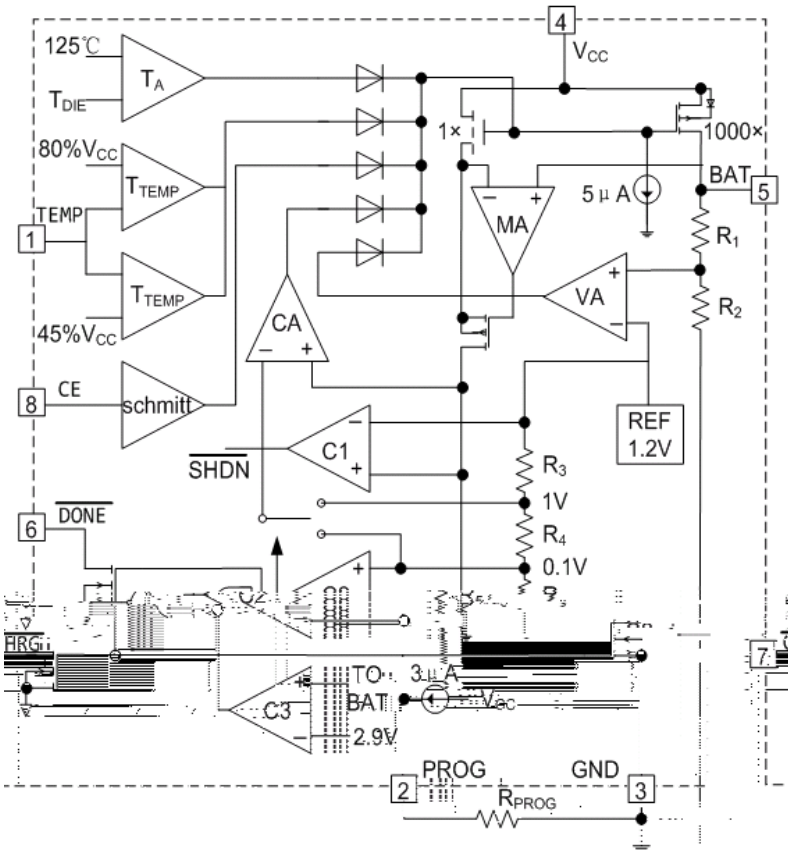 4
125℃
VCC
TA
TDIE
1×
1000×
80%VCC
BAT
5
TTEMP
5μA
TEMP
1
MA
R1
TTEMP
VA
R2
CA
45%VCC
8
CE
schmitt
REF
1.2V
C1
SHDN
R3
1V
DONE
6
R4
0.1V
HRG
7
3μA
TO
BAT
C3
VCC
2.9V
2
PROG
GND
3
RPROG